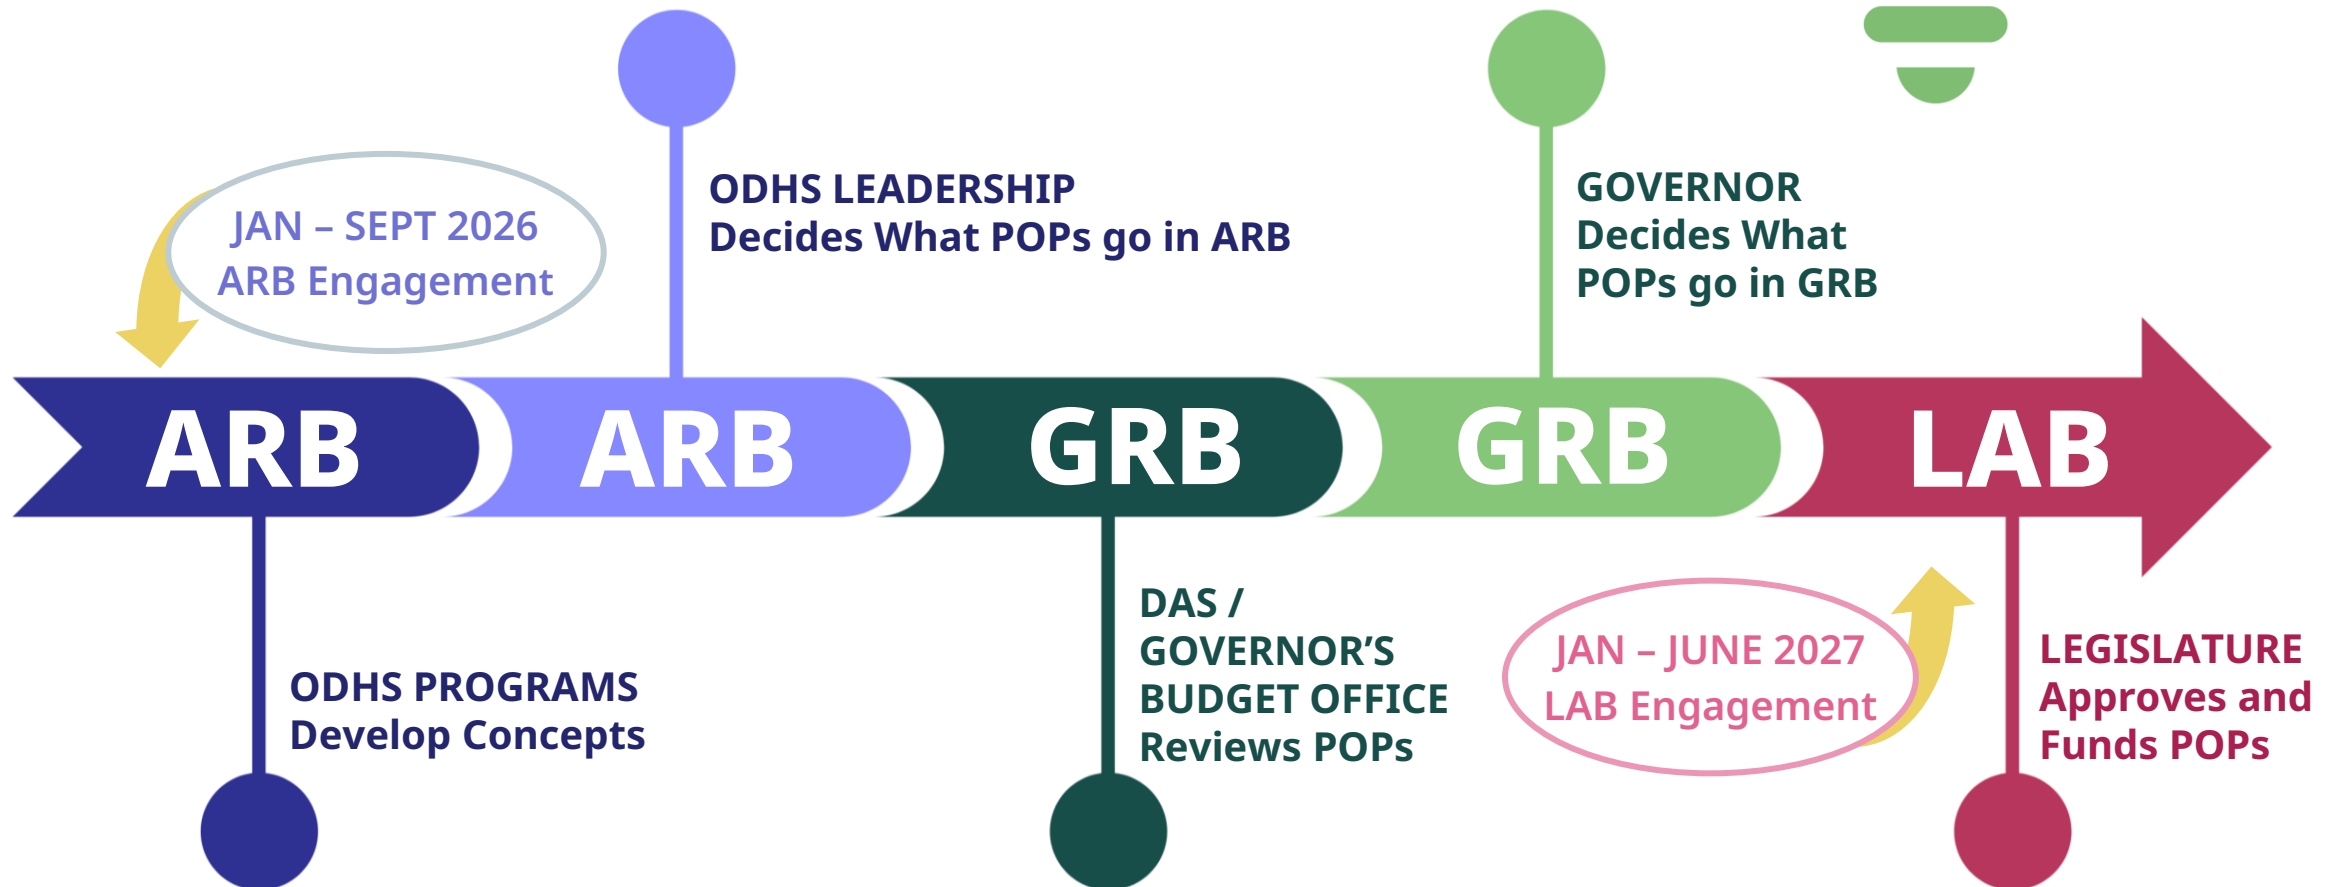 JAN – SEPT 2026
ARB Engagement
ODHS LEADERSHIP
Decides What POPs go in ARB
GOVERNOR
Decides What
POPs go in GRB
ARB
ARB
GRB
GRB
LAB
ODHS PROGRAMS
Develop Concepts
DAS /
GOVERNOR’S
BUDGET OFFICE
Reviews POPs
JAN – JUNE 2027
LAB Engagement
LEGISLATURE
Approves and
Funds POPs